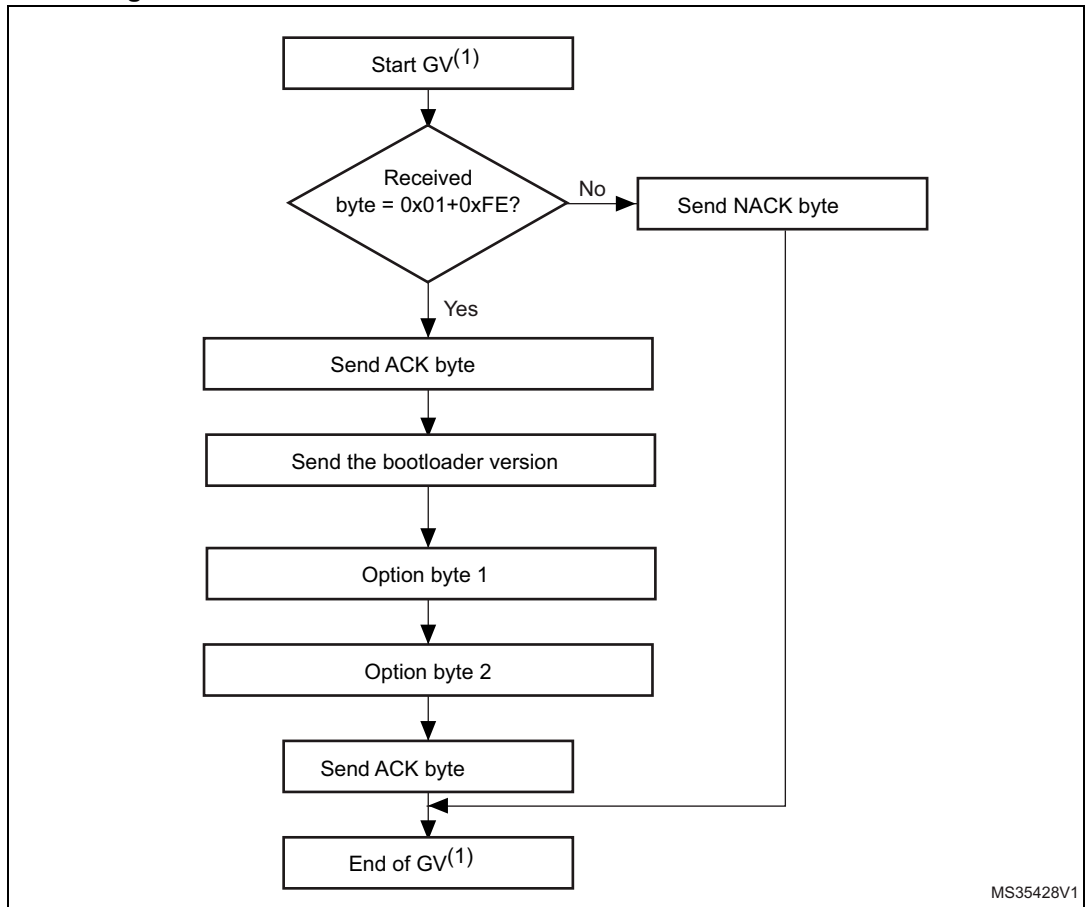 Start GV(1)
Received
byte = 0x01+0xFE?
No
Send NACK byte
Yes
Send ACK byte
Send the bootloader version
Option byte 1
Option byte 2
Send ACK byte
End of GV(1)
MS35428V1